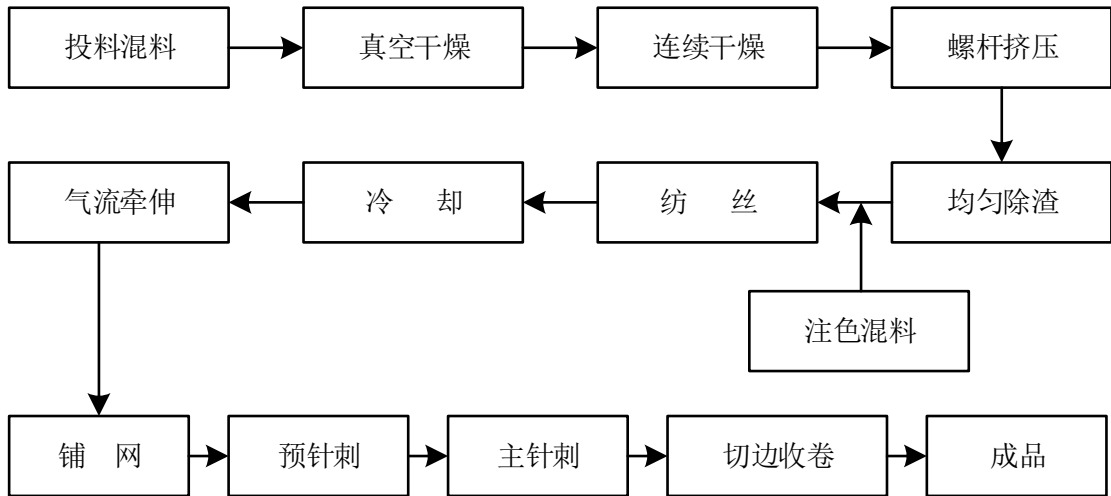 投料混料
真空干燥
连续干燥
螺杆挤压
气流牵伸
冷 却
纺 丝
均匀除渣
注色混料
铺 网
预针刺
主针刺
切边收卷
成品